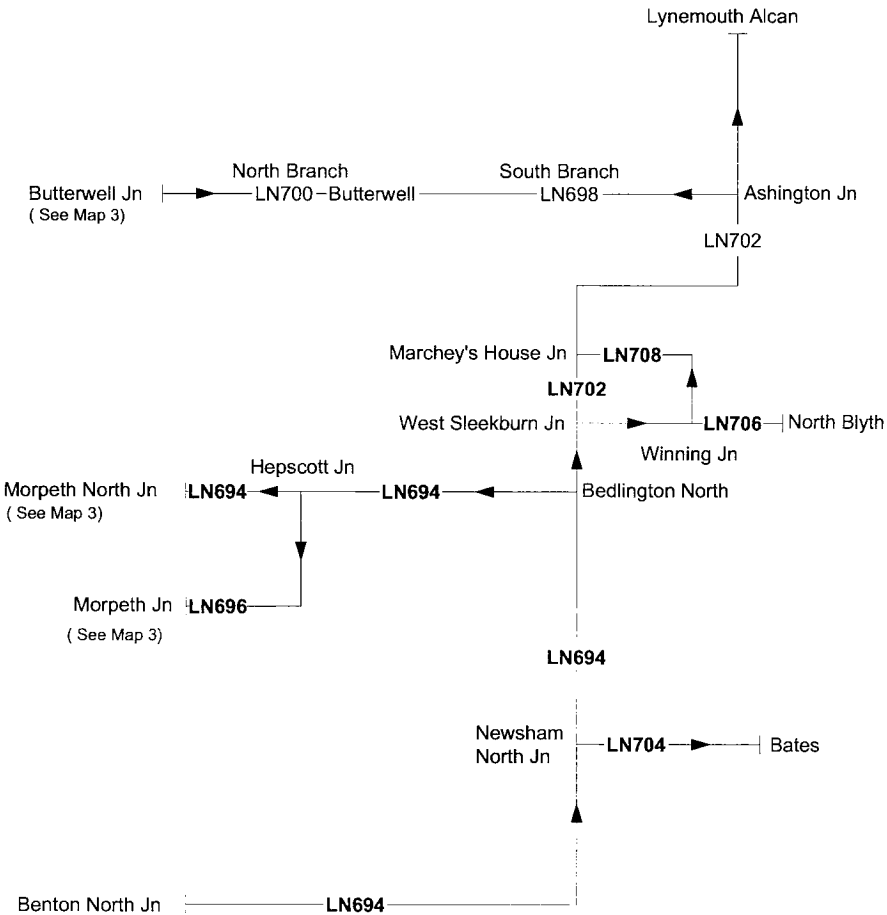 Lynemouth Alcan
North Branch
South Branch
Butterwell Jn
LN700
Butterwell
LN698
Ashington Jn
( See Map 3)
LN702
Marchey's House Jn
LN708
LN702
West Sleekburn Jn
LN706
North Blyth
Winning Jn
Hepscott Jn
Morpeth North Jn
LN694
LN694
Bedlington North
( See Map 3)
Morpeth Jn
LN696
( See Map 3)
LN694
Newsham
North Jn
LN704
Bates
Benton North Jn
LN694